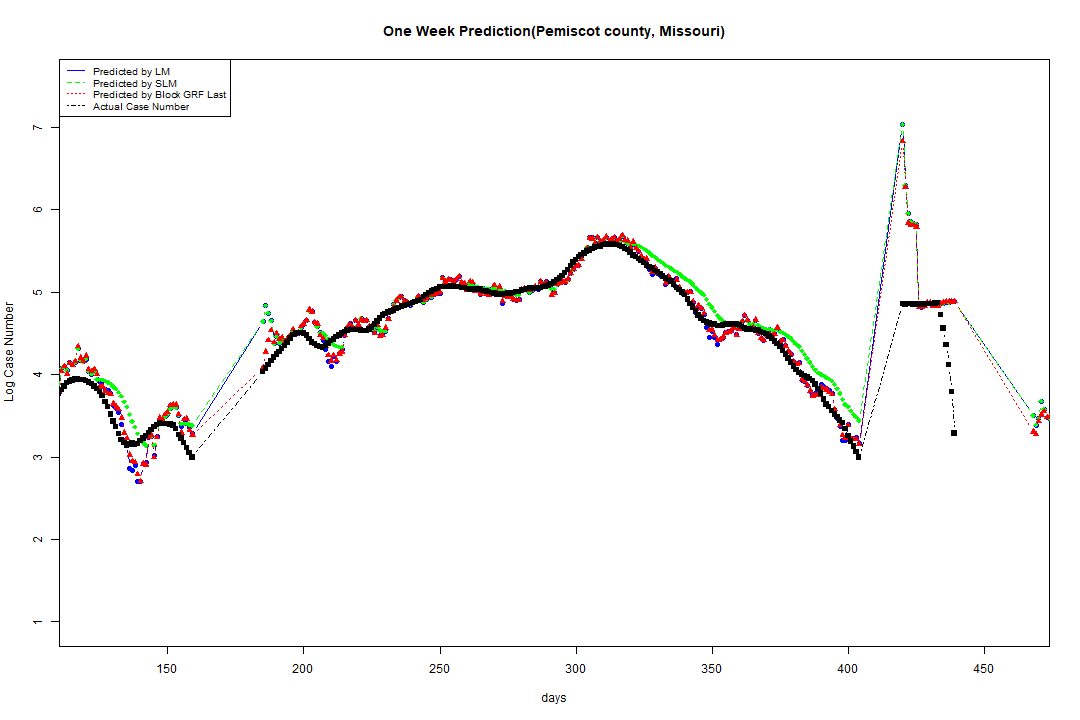 One Week Prediction(Pemiscot county, Missouri)
Predicted by LM
Predicted by SLM
Predicted by Block GRF Last
Actual Case Number
7
6
5
4
3
2
1
Log Case Number
150 200 250 300 350 400 450
days